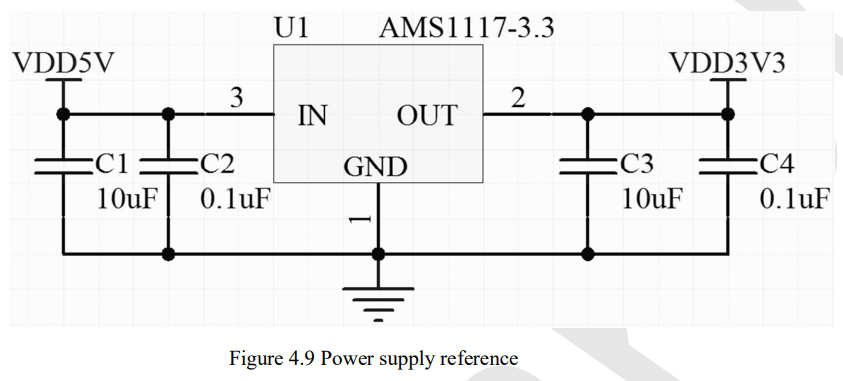 U1 AMS1117-3.3
VDD5V VDD3V3
3 2
IN OUT
C1 C2 GND C3 C4
10uF 0.1uF 10uF 0.1uF
1
Figure 4.9 Power supply reference